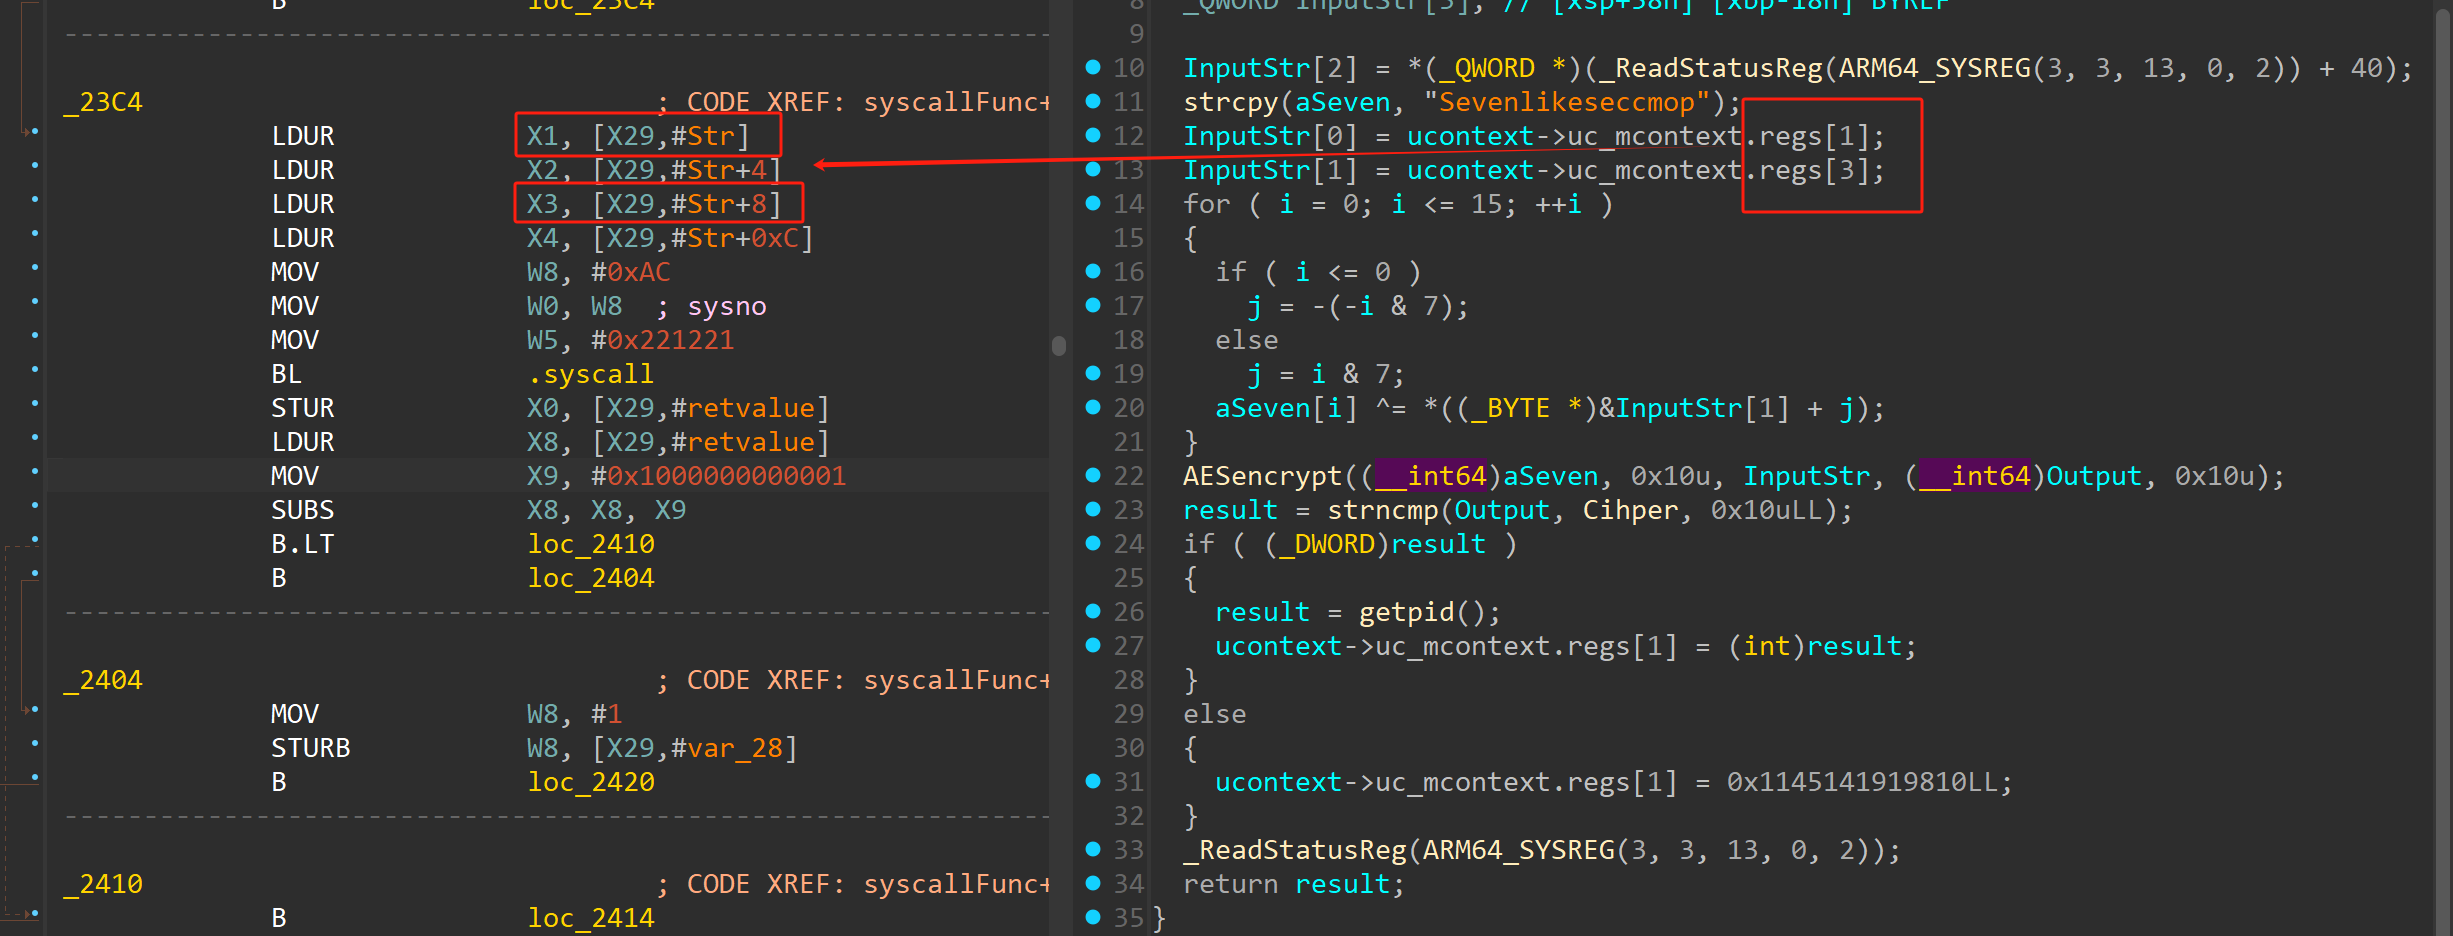 B loc_23C4
_23C4 ; CODE XREF: syscallFunc+
LDUR X1, [X29,#Str]
LDUR X2, [X29,#Str+4]
LDUR X3, [X29,#Str+8]
LDUR X4, [X29,#Str+0xC]
MOV W8, #0xAC
MOV W0, W8 ; sysno
MOV W5, #0x221221
BL .syscall
STUR X0, [X29,#retvalue]
LDUR X8, [X29,#retvalue]
MOV X9, #0x1000000000001
SUBS X8, X8, X9
B.LT loc_2410
B loc_2404
_2404 ; CODE XREF: syscallFunc+
MOV W8, #1
STURB W8, [X29,#var_28]
B loc_2420
_2410 ; CODE XREF: syscallFunc+
B loc_2414
8 _QWORD InputStr[3]; // [xsp+38h] [xbp-18h] BYREF
9
10 InputStr[2] = *(_QWORD *)(_ReadStatusReg(ARM64_SYSREG(3, 3, 13, 0, 2)) + 40);
11 strcpy(aSeven, "Sevenlikeseccmop");
12 InputStr[0] = ucontext->uc_mcontext.regs[1];
13 InputStr[1] = ucontext->uc_mcontext.regs[3];
14 for ( i = 0; i <= 15; ++i )
15 {
16 if ( i <= 0 )
17 j = -(-i & 7);
18 else
19 j = i & 7;
20 aSeven[i] ^= *((_BYTE *)&InputStr[1] + j);
21 }
22 AESencrypt((__int64)aSeven, 0x10u, InputStr, (__int64)Output, 0x10u);
23 result = strncmp(Output, Cihper, 0x10uLL);
24 if ( (_DWORD)result )
25 {
26 result = getpid();
27 ucontext->uc_mcontext.regs[1] = (int)result;
28 }
29 else
30 {
31 ucontext->uc_mcontext.regs[1] = 0x1145141919810LL;
32 }
33 _ReadStatusReg(ARM64_SYSREG(3, 3, 13, 0, 2));
34 return result;
35 }